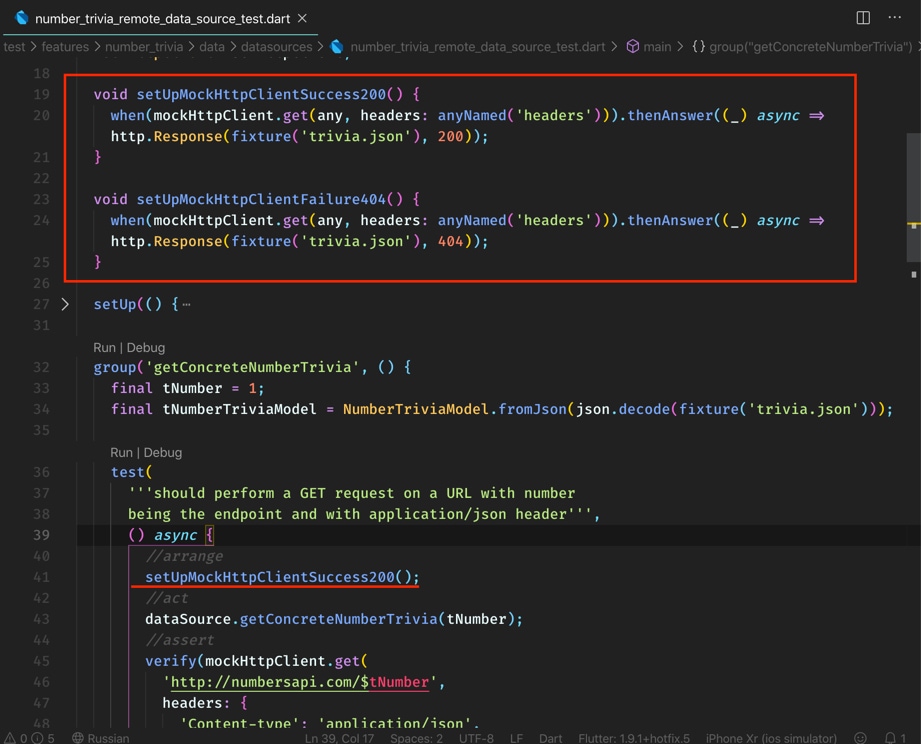 number_trivia_remote_data_source_test.dart ×
test > features > number_trivia > data > datasources > number_trivia_remote_data_source_test.dart > main > {} group("getConcreteNumberTrivia") >
18
19 void setUpMockHttpClientSuccess200() {
20 when(mockHttpClient.get(any, headers: anyNamed('headers'))).thenAnswer((_) async =>
http.Response(fixture('trivia.json'), 200));
21 }
22
23 void setUpMockHttpClientFailure404() {
24 when(mockHttpClient.get(any, headers: anyNamed('headers'))).thenAnswer((_) async =>
http.Response(fixture('trivia.json'), 404));
25 }
26
27 > setUp(() { ⋯
31
Run | Debug
32 group('getConcreteNumberTrivia', () {
33 final tNumber = 1;
34 final tNumberTriviaModel = NumberTriviaModel.fromJson(json.decode(fixture('trivia.json')));
35
Run | Debug
36 test(
37 '''should perform a GET request on a URL with number
38 being the endpoint and with application/json header''',
39 () async {
40 //arrange
41 setUpMockHttpClientSuccess200();
42 //act
43 dataSource.getConcreteNumberTrivia(tNumber);
44 //assert
45 verify(mockHttpClient.get(
46 'http://numbersapi.com/$tNumber',
47 headers: {
48 'Content-type': 'application/json',
0 5 Russian Ln 39, Col 17 Spaces: 2 UTF-8 LF Dart Flutter: 1.9.1+hotfix.5 iPhone Xr (ios simulator) 1